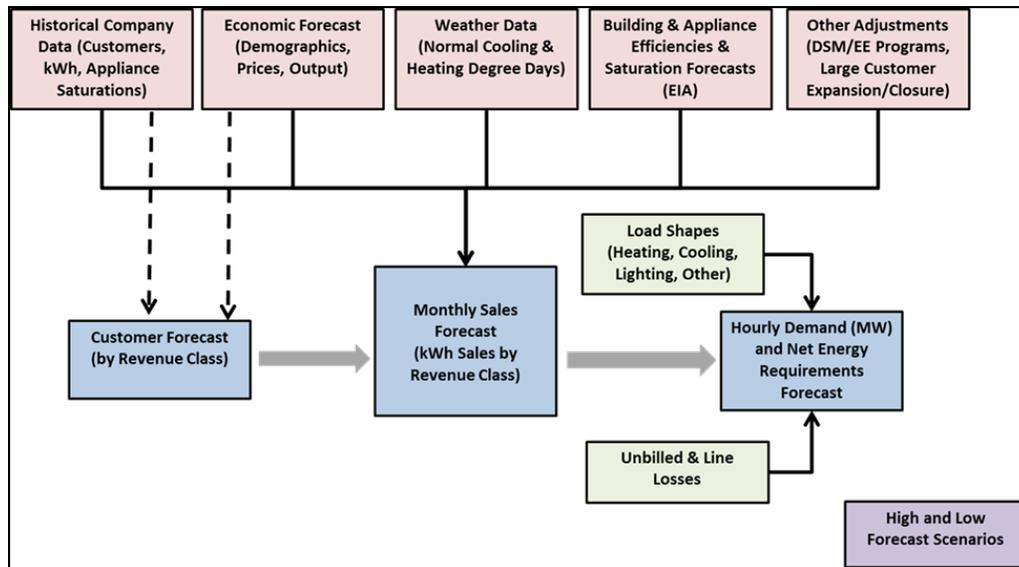 Historical Company
Data (Customers,
kWh, Appliance
Saturations)
Economic Forecast
(Demographics,
Prices, Output)
Weather Data
(Normal Cooling &
Heating Degree Days)
Building & Appliance
Efficiencies &
Saturation Forecasts
(EIA)
Other Adjustments
(DSM/EE Programs,
Large Customer
Expansion/Closure)
Load Shapes
(Heating, Cooling,
Lighting, Other)
Customer Forecast
(by Revenue Class)
Monthly Sales
Forecast
(kWh Sales by
Revenue Class)
Hourly Demand (MW)
and Net Energy
Requirements
Forecast
Unbilled & Line
Losses
High and Low
Forecast Scenarios